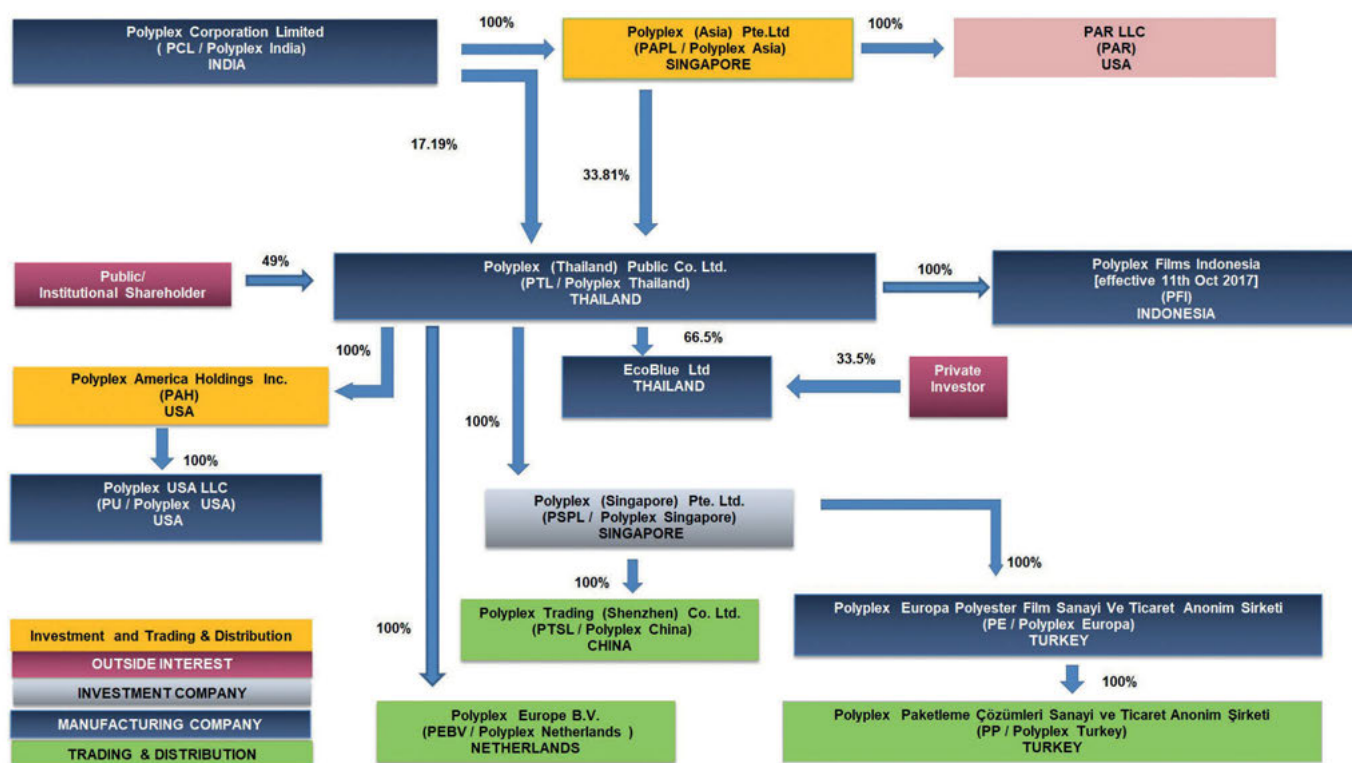 Polyplex Corporation Limited
( PCL / Polyplex India)
INDIA
100%
Polyplex (Asia) Pte.Ltd
(PAPL / Polyplex Asia)
SINGAPORE
100%
PAR LLC
(PAR)
USA
17.19%
33.81%
Public/
Institutional Shareholder
49%
Polyplex (Thailand) Public Co. Ltd.
(PTL / Polyplex Thailand)
THAILAND
100%
Polyplex Films Indonesia
[effective 11th Oct 2017]
(PFI)
INDONESIA
100%
66.5%
EcoBlue Ltd
THAILAND
33.5%
Private
Investor
Polyplex America Holdings Inc.
(PAH)
USA
100%
100%
Polyplex USA LLC
(PU / Polyplex USA)
USA
Polyplex (Singapore) Pte. Ltd.
(PSPL / Polyplex Singapore)
SINGAPORE
100%
100%
Polyplex Trading (Shenzhen) Co. Ltd.
(PTSL / Polyplex China)
CHINA
Polyplex Europa Polyester Film Sanayi Ve Ticaret Anonim Sirketi
(PE / Polyplex Europa)
TURKEY
100%
100%
Polyplex Europe B.V.
(PEBV / Polyplex Netherlands )
NETHERLANDS
Polyplex Paketleme Çözümleri Sanayi ve Ticaret Anonim Şirketi
(PP / Polyplex Turkey)
TURKEY
Investment and Trading & Distribution
OUTSIDE INTEREST
INVESTMENT COMPANY
MANUFACTURING COMPANY
TRADING & DISTRIBUTION